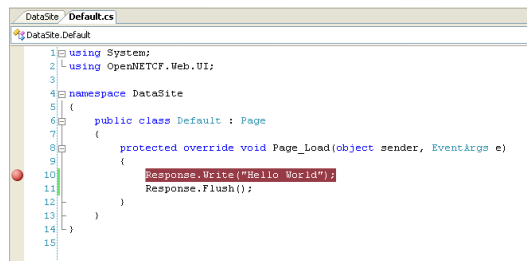 DataSite Default.cs
DataSite.Default
1 using System;
2 using OpenNETCF.Web.UI;
3
4 namespace DataSite
5 {
6 public class Default : Page
7 {
8 protected override void Page_Load(object sender, EventArgs e)
9 {
10 Response.Write("Hello World");
11 Response.Flush();
12 }
13 }
14 }
15